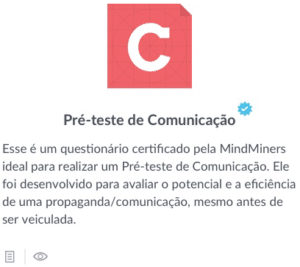 C
Pré-teste de Comunicação
Esse é um questionário certificado pela MindMiners
ideal para realizar um Pré-teste de Comunicação. Ele
foi desenvolvido para avaliar o potencial e a eficiência
de uma propaganda/comunicação, mesmo antes de
ser veiculada.